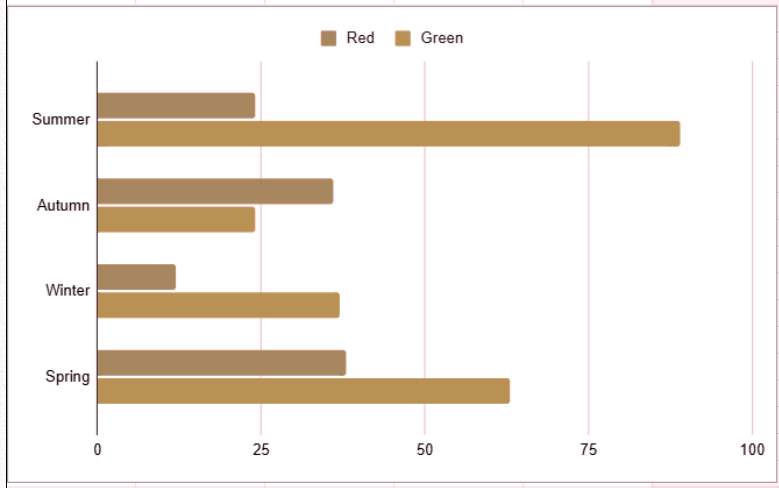 Red Green
Summer
Autumn
Winter
Spring
0 25 50 75 100